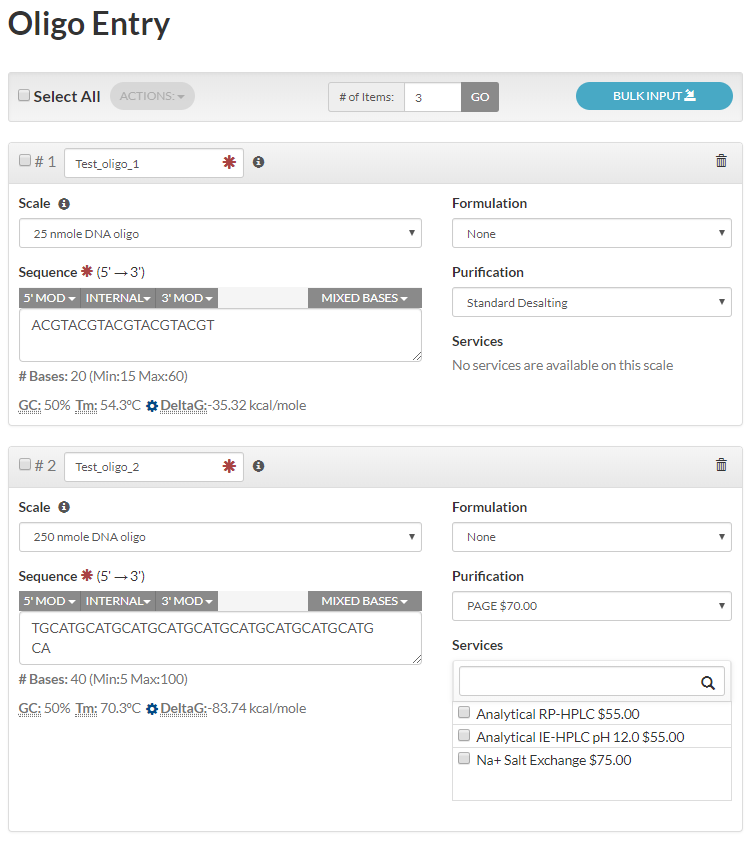 Oligo Entry
Select All ACTIONS: # of Items: 3 GO BULK INPUT
# 1 Test_oligo_1
Scale
25 nmole DNA oligo
Sequence (5' → 3')
5' MOD INTERNAL 3' MOD MIXED BASES
ACGTACGTACGTACGTACGT
# Bases: 20 (Min:15 Max:60)
GC: 50% Tm: 54.3ºC DeltaG:-35.32 kcal/mole
Formulation
None
Purification
Standard Desalting
Services
No services are available on this scale
# 2 Test_oligo_2
Scale
250 nmole DNA oligo
Sequence (5' → 3')
5' MOD INTERNAL 3' MOD MIXED BASES
TGCATGCATGCATGCATGCATGCATGCATGCATGCATG
CA
# Bases: 40 (Min:5 Max:100)
GC: 50% Tm: 70.3ºC DeltaG:-83.74 kcal/mole
Formulation
None
Purification
PAGE $70.00
Services
Analytical RP-HPLC $55.00
Analytical IE-HPLC pH 12.0 $55.00
Na+ Salt Exchange $75.00